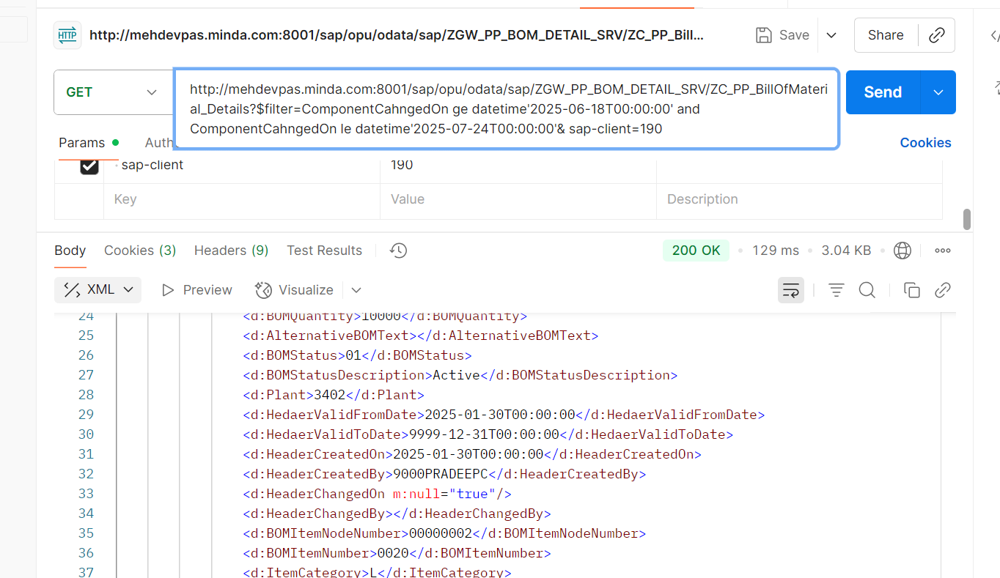 HTTP http://mehdevpas.minda.com:8001/sap/opu/odata/sap/ZGW_PP_BOM_DETAIL_SRV/ZC_PP_Bill... Save Share
GET
http://mehdevpas.minda.com:8001/sap/opu/odata/sap/ZGW_PP_BOM_DETAIL_SRV/ZC_PP_BillOfMateri
al_Details?$filter=ComponentCahngedOn ge datetime'2025-06-18T00:00:00' and
ComponentCahngedOn le datetime'2025-07-24T00:00:00'& sap-client=190
Send
Params Auth Cookies
sap-client 190
Key Value Description
Body Cookies (3) Headers (9) Test Results 200 OK 129 ms 3.04 KB
XML Preview Visualize
24 <d:BOMQuantity>10000</d:BOMQuantity>
25 <d:AlternativeBOMText></d:AlternativeBOMText>
26 <d:BOMStatus>01</d:BOMStatus>
27 <d:BOMStatusDescription>Active</d:BOMStatusDescription>
28 <d:Plant>3402</d:Plant>
29 <d:HedaerValidFromDate>2025-01-30T00:00:00</d:HedaerValidFromDate>
30 <d:HedaerValidToDate>9999-12-31T00:00:00</d:HedaerValidToDate>
31 <d:HeaderCreatedOn>2025-01-30T00:00:00</d:HeaderCreatedOn>
32 <d:HeaderCreatedBy>9000PRADEEPC</d:HeaderCreatedBy>
33 <d:HeaderChangedOn m:null="true"/>
34 <d:HeaderChangedBy></d:HeaderChangedBy>
35 <d:BOMItemNodeNumber>00000002</d:BOMItemNodeNumber>
36 <d:BOMItemNumber>0020</d:BOMItemNumber>
37 <d:ItemCategory>L</d:ItemCategory>